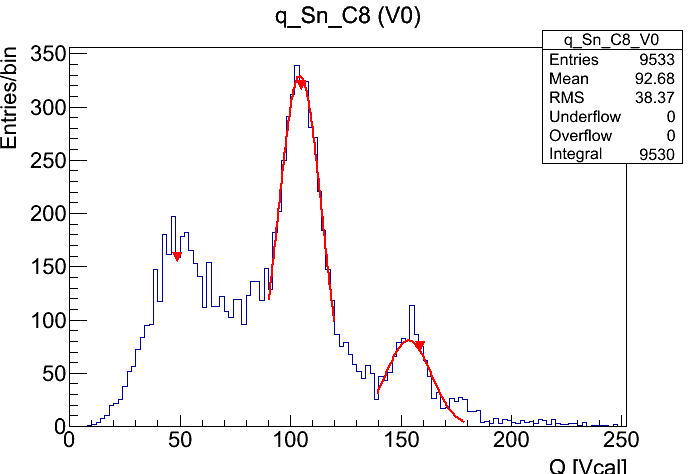 q_Sn_C8 (V0)
q_Sn_C8_V0
Entries 9533
Mean 92.68
RMS 38.37
Underflow 0
Overflow 0
Integral 9530
Entries/bin
350
300
250
200
150
100
50
0
0 50 100 150 200 250
Q [Vcal]